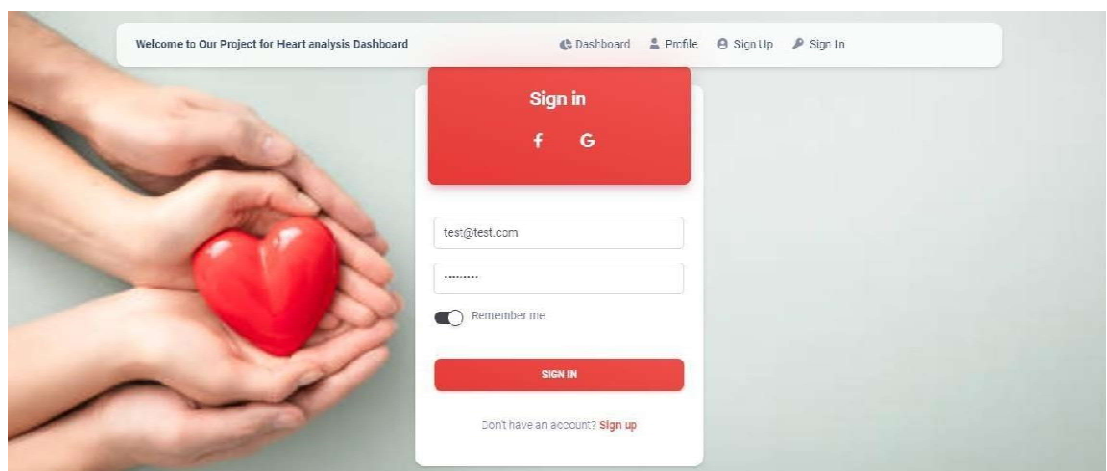 Welcome to Our Project for Heart analysis Dashboard
Dashboard
Profile
Sign Up
Sign In
Sign in
f G
test@test.com
Remember me
SIGN IN
Don't have an account? Sign up